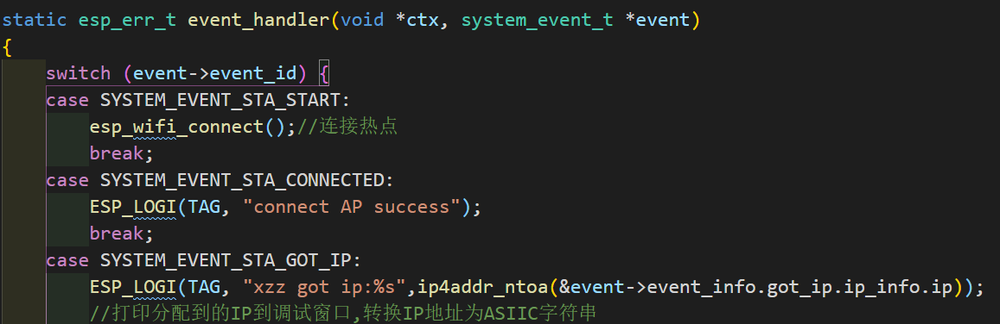 static esp_err_t event_handler(void *ctx, system_event_t *event)
{
    switch (event->event_id) {
    case SYSTEM_EVENT_STA_START:
        esp_wifi_connect();//连接热点
        break;
    case SYSTEM_EVENT_STA_CONNECTED:
        ESP_LOGI(TAG, "connect AP success");
        break;
    case SYSTEM_EVENT_STA_GOT_IP:
        ESP_LOGI(TAG, "xzz got ip:%s",ip4addr_ntoa(&event->event_info.got_ip.ip_info.ip));
        //打印分配到的IP到调试窗口,转换IP地址为ASIIC字符串